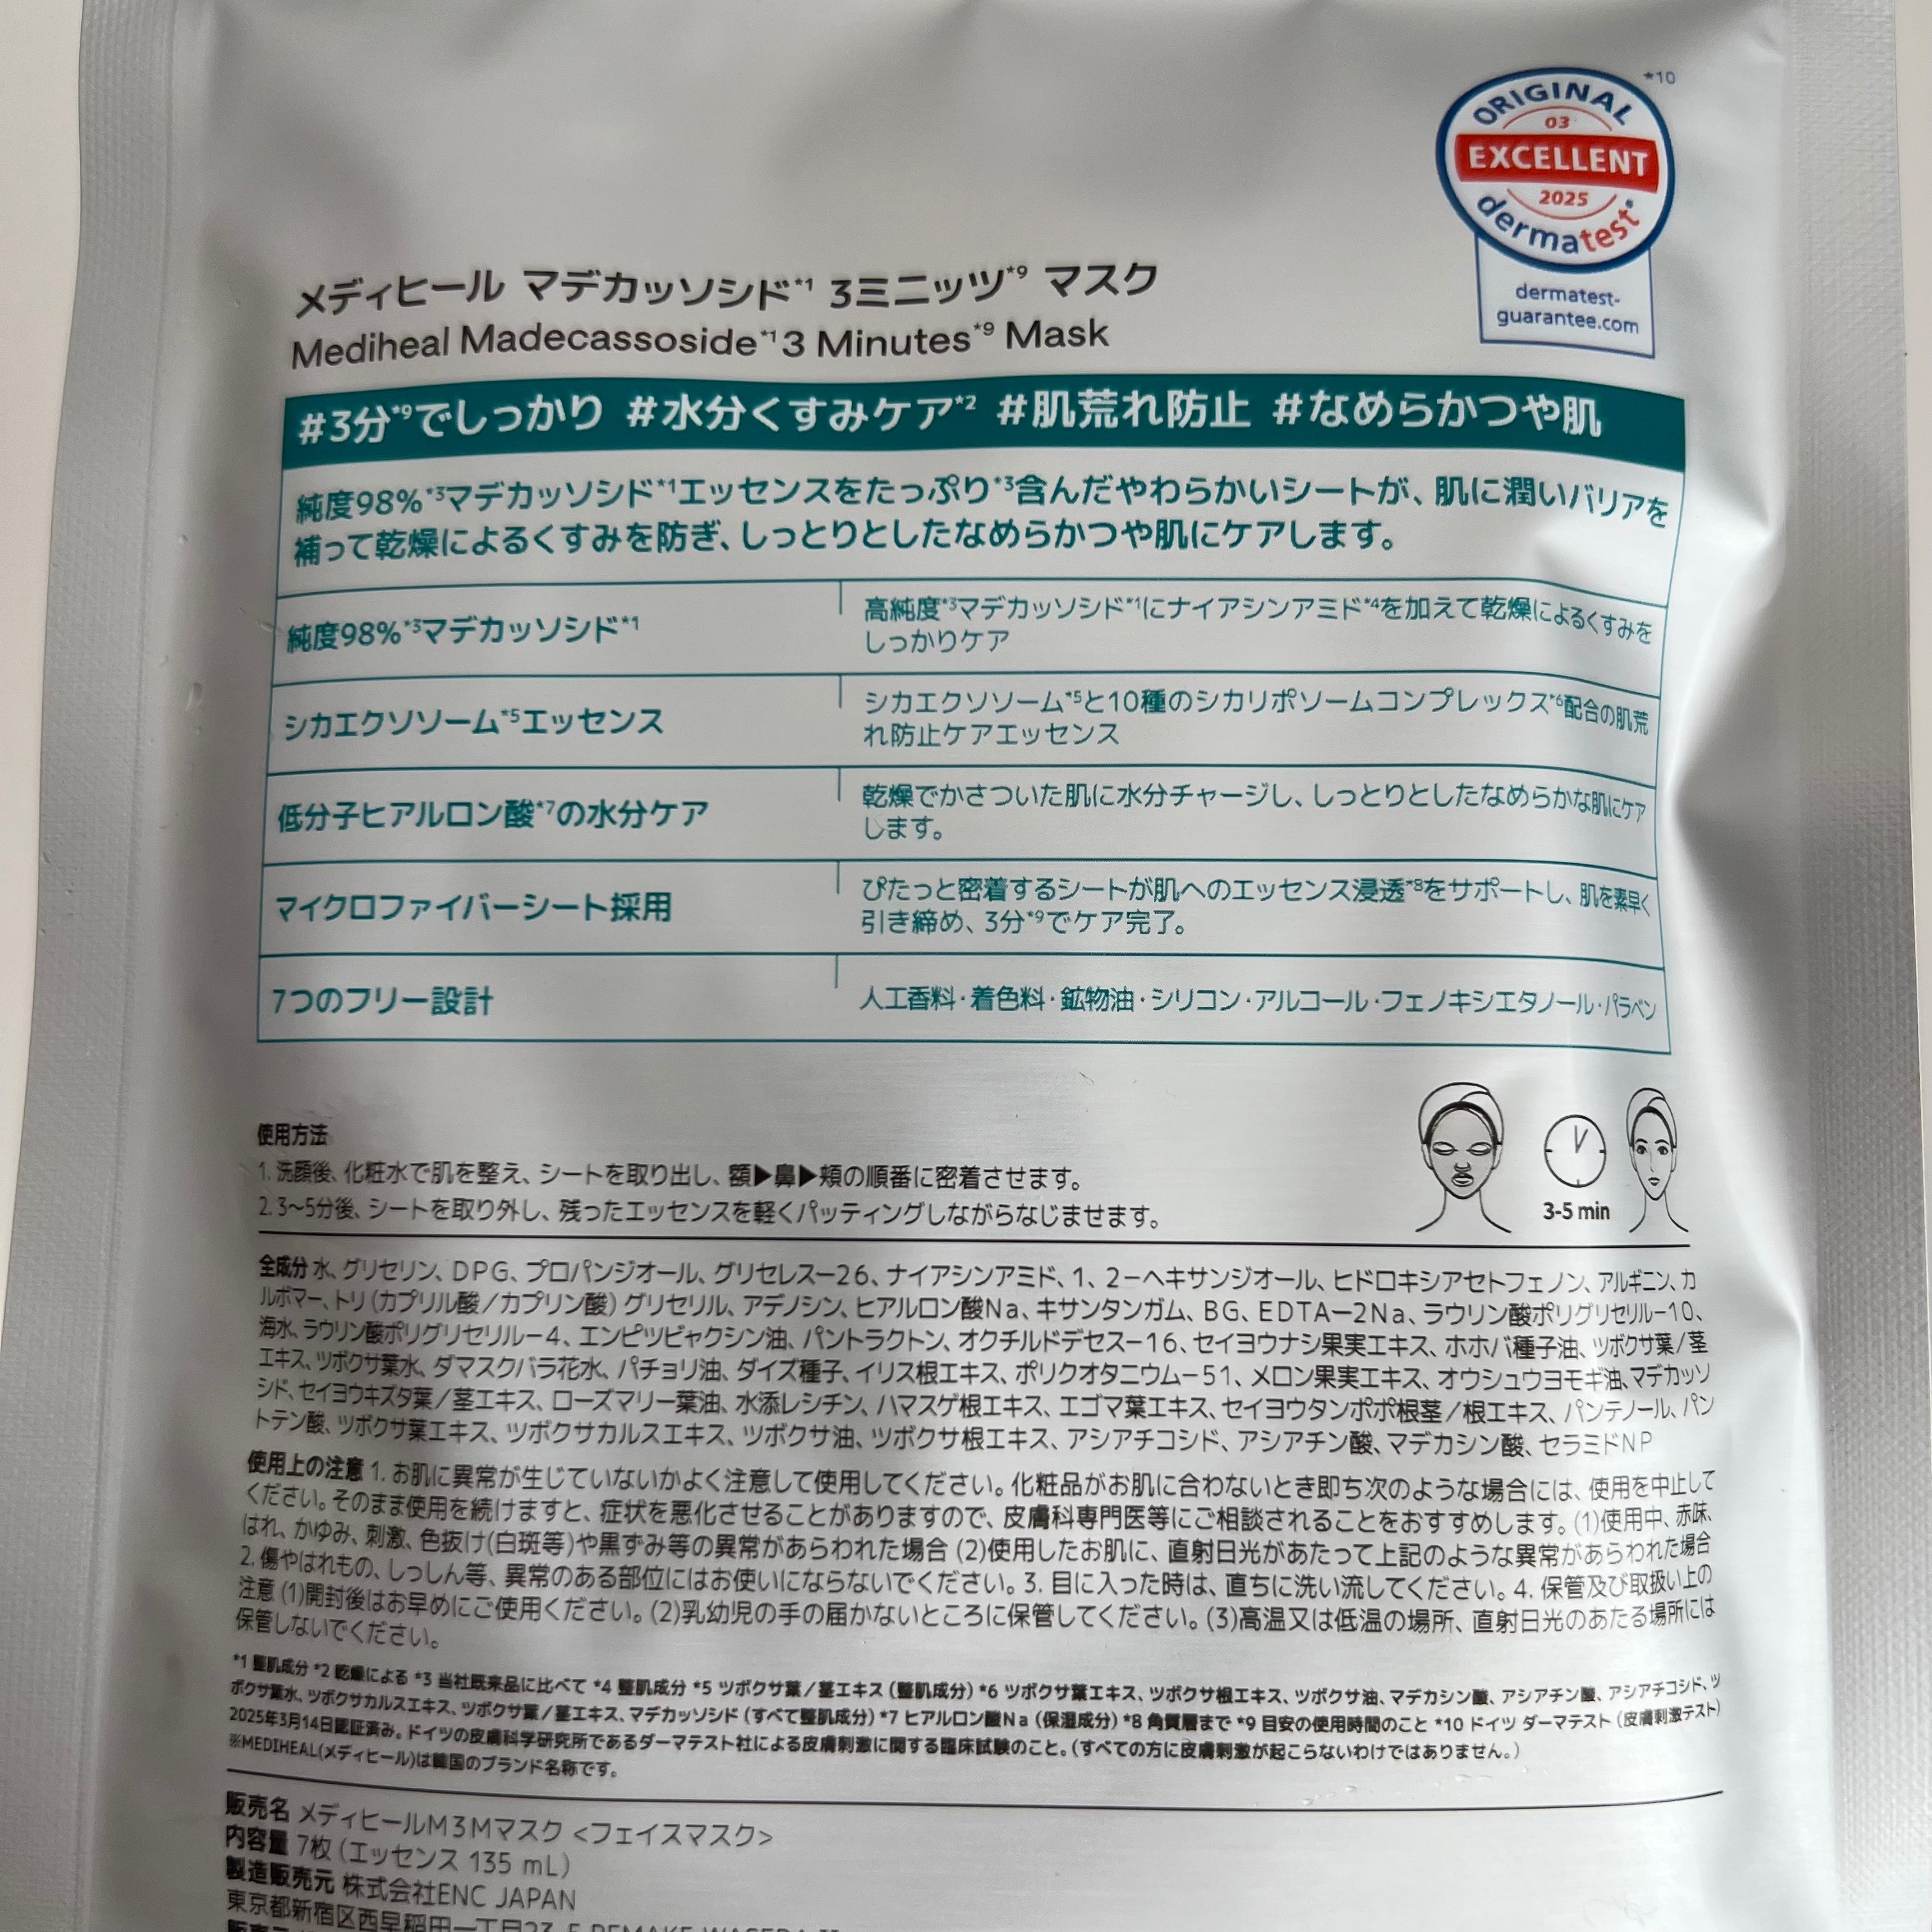 *10
ORIGINAL
03
EXCELLENT
2025
dermatest®
dermatest-
guarantee.com
メディヒール マデカッソシド*1 3ミニッツ*9 マスク
Mediheal Madecassoside*1 3 Minutes*9 Mask
#3分*9でしっかり #水分くすみケア*2 #肌荒れ防止 #なめらかつや肌
純度98%*3マデカッソシド*1エッセンスをたっぷり*3含んだやわらかいシートが、肌に潤いバリアを
補って乾燥によるくすみを防ぎ、しっとりとしたなめらかつや肌にケアします。
純度98%*3マデカッソシド*1
高純度*3マデカッソシド*1にナイアシンアミド*4を加えて乾燥によるくすみを
しっかりケア
シカエクソソーム*5エッセンス
シカエクソソーム*5と10種のシカリポソームコンプレックス*6配合の肌荒
れ防止ケアエッセンス
低分子ヒアルロン酸*7の水分ケア
乾燥でかさついた肌に水分チャージし、しっとりとしたなめらかな肌にケア
します。
マイクロファイバーシート採用
ぴたっと密着するシートが肌へのエッセンス浸透*8をサポートし、肌を素早く
引き締め、3分*9でケア完了。
7つのフリー設計
人工香料・着色料・鉱物油・シリコン・アルコール・フェノキシエタノール・パラベン
使用方法
1. 洗顔後、化粧水で肌を整え、シートを取り出し、額▶鼻▶頬の順番に密着させます。
2. 3〜5分後、シートを取り外し、残ったエッセンスを軽くパッティングしながらなじませます。
3-5 min
全成分 水、グリセリン、DPG、プロパンジオール、グリセレスー26、ナイアシンアミド、1、2ーヘキサンジオール、ヒドロキシアセトフェノン、アルギニン、カ
ルボマー、トリ(カプリル酸/カプリン酸)グリセリル、アデノシン、ヒアルロン酸Na、キサンタンガム、BG、EDTAー2Na、ラウリン酸ポリグリセリルー10、
海水、ラウリン酸ポリグリセリルー4、エンピツビャクシン油、パントラクトン、オクチルドデセスー16、セイヨウナシ果実エキス、ホホバ種子油、ツボクサ葉/茎
エキス、ツボクサ葉水、ダマスクバラ花水、パチョリ油、ダイズ種子、イリス根エキス、ポリクオタニウムー51、メロン果実エキス、オウシュウヨモギ油、マデカッソ
シド、セイヨウキズタ葉/茎エキス、ローズマリー葉油、水添レシチン、ハマスゲ根エキス、エゴマ葉エキス、セイヨウタンポポ根茎/根エキス、パンテノール、パン
トテン酸、ツボクサ葉エキス、ツボクサカルスエキス、ツボクサ油、ツボクサ根エキス、アシアチコシド、アシアチン酸、マデカシン酸、セラミドNP
使用上の注意 1. お肌に異常が生じていないかよく注意して使用してください。化粧品がお肌に合わないとき即ち次のような場合には、使用を中止して
ください。そのまま使用を続けますと、症状を悪化させることがありますので、皮膚科専門医等にご相談されることをおすすめします。(1)使用中、赤味、
はれ、かゆみ、刺激、色抜け(白斑等)や黒ずみ等の異常があらわれた場合 (2)使用したお肌に、直射日光があたって上記のような異常があらわれた場合
2. 傷やはれもの、しっしん等、異常のある部位にはお使いにならないでください。3. 目に入った時は、直ちに洗い流してください。4. 保管及び取扱い上の
注意 (1)開封後はお早めにご使用ください。(2)乳幼児の手の届かないところに保管してください。(3)高温又は低温の場所、直射日光のあたる場所には
保管しないでください。
*1 整肌成分 *2 乾燥による *3 当社既来品に比べて *4 整肌成分 *5 ツボクサ葉/茎エキス(整肌成分) *6 ツボクサ葉エキス、ツボクサ根エキス、ツボクサ油、マデカシン酸、アシアチン酸、アシアチコシド、ツ
ボクサ葉水、ツボクサカルスエキス、ツボクサ葉/茎エキス、マデカッソシド(すべて整肌成分) *7 ヒアルロン酸Na(保湿成分) *8 角質層まで *9 目安の使用時間のこと *10 ドイツ ダーマテスト(皮膚刺激テスト)
2025年3月14日認証済み。ドイツの皮膚科学研究所であるダーマテスト社による皮膚刺激に関する臨床試験のこと。(すべての方に皮膚刺激が起こらないわけではありません。)
※MEDIHEAL(メディヒール)は韓国のブランド名称です。
販売名 メディヒールM3Mマスク <フェイスマスク>
内容量 7枚(エッセンス 135 mL)
製造販売元 株式会社ENC JAPAN
東京都新宿区西早稲田一丁目23-5 REMAKE WASEDA